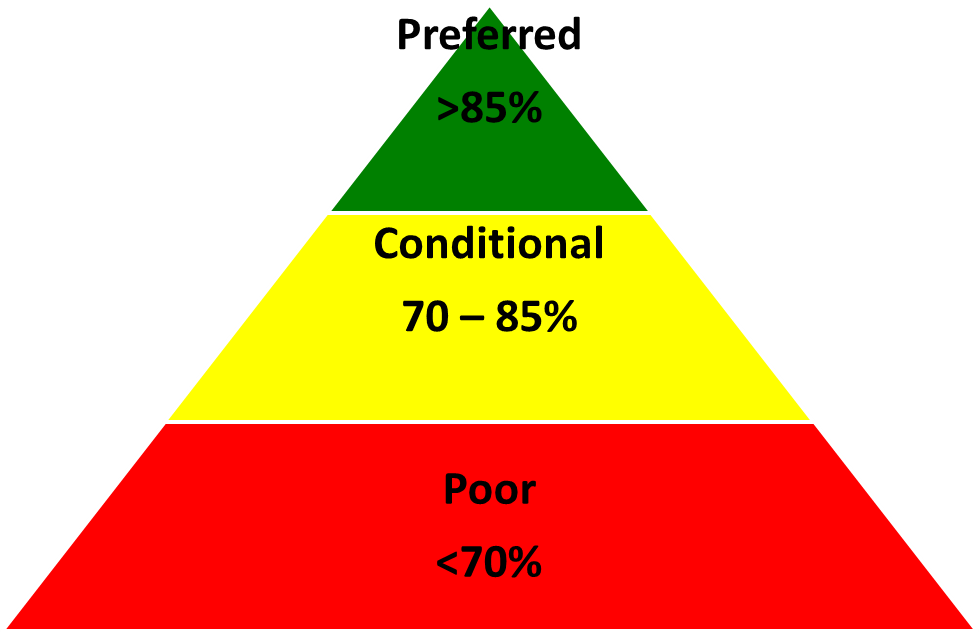 Preferred
>85%
Conditional
70 – 85%
Poor
<70%